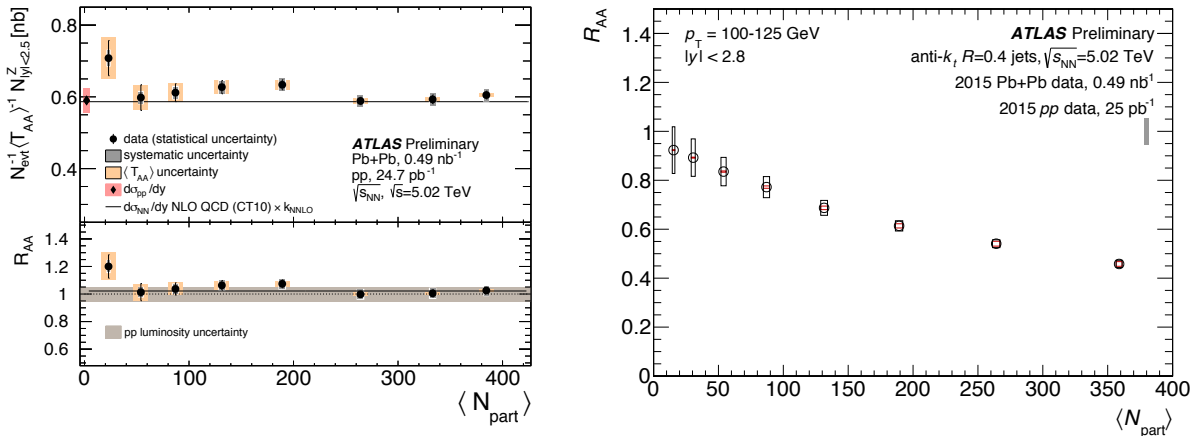 N_evt^-1 ⟨T_AA⟩^-1 N^Z_|y|<2.5 [nb]
0.8
0.6
0.4
data (statistical uncertainty)
systematic uncertainty
⟨T_AA⟩ uncertainty
dσ_pp/dy
dσ_NN/dy NLO QCD (CT10) × k_NNLO
ATLAS Preliminary
Pb+Pb, 0.49 nb^-1
pp, 24.7 pb^-1
√s_NN, √s=5.02 TeV
R_AA
1.4
1.2
1
0.8
0.6
pp luminosity uncertainty
0 100 200 300 400
⟨N_part⟩
R_AA
1.4
1.2
1
0.8
0.6
0.4
0.2
0
p_T = 100-125 GeV
|y| < 2.8
ATLAS Preliminary
anti-k_t R=0.4 jets, √s_NN=5.02 TeV
2015 Pb+Pb data, 0.49 nb^-1
2015 pp data, 25 pb^-1
0 50 100 150 200 250 300 350 400
⟨N_part⟩